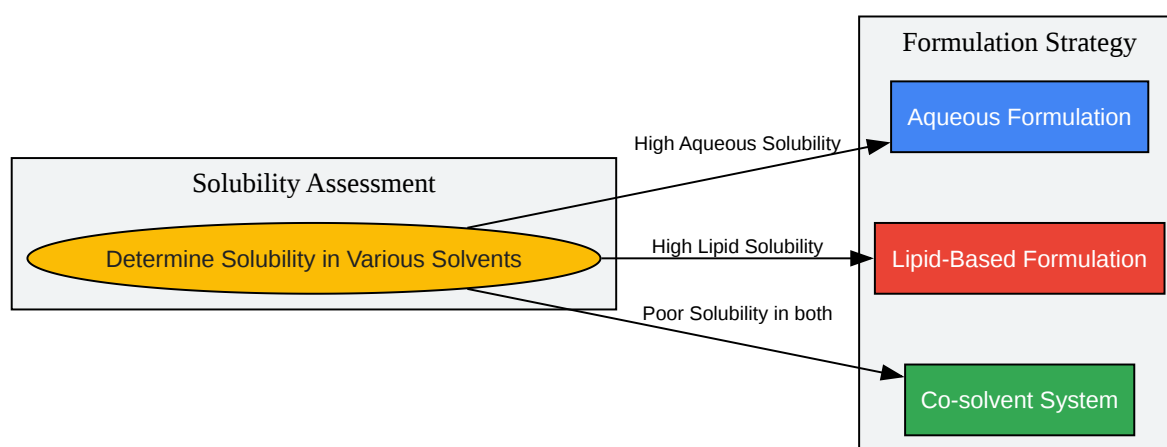 Formulation Strategy
Aqueous Formulation
High Aqueous Solubility
Solubility Assessment
Determine Solubility in Various Solvents
High Lipid Solubility
Lipid-Based Formulation
Poor Solubility in both
Co-solvent System